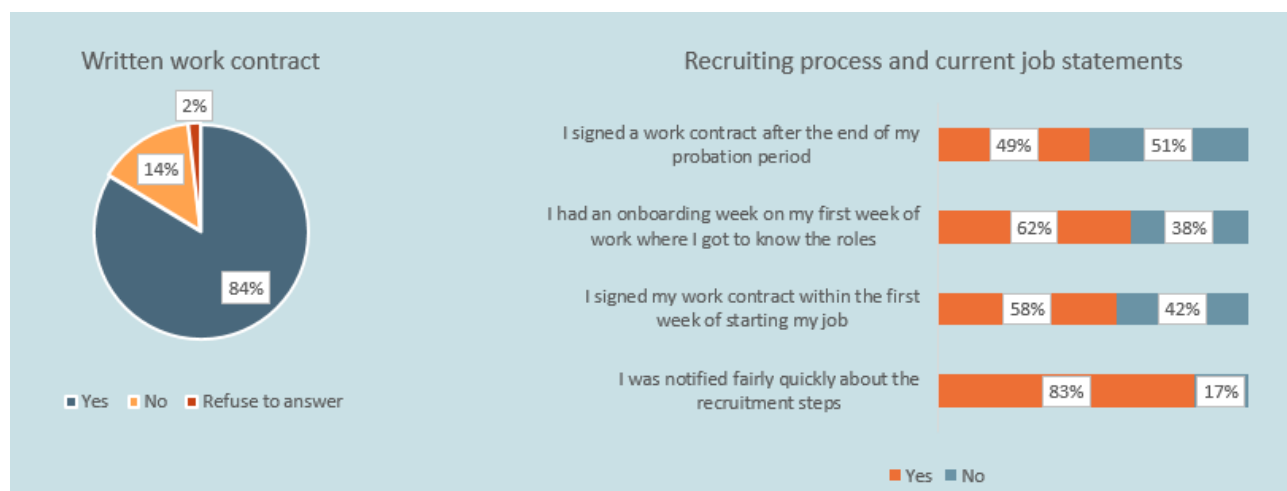 Written work contract
2%
14%
84%
Yes No Refuse to answer
Recruiting process and current job statements
I signed a work contract after the end of my
probation period
49% 51%
I had an onboarding week on my first week of
work where I got to know the roles
62% 38%
I signed my work contract within the first
week of starting my job
58% 42%
I was notified fairly quickly about the
recruitment steps
83% 17%
Yes No